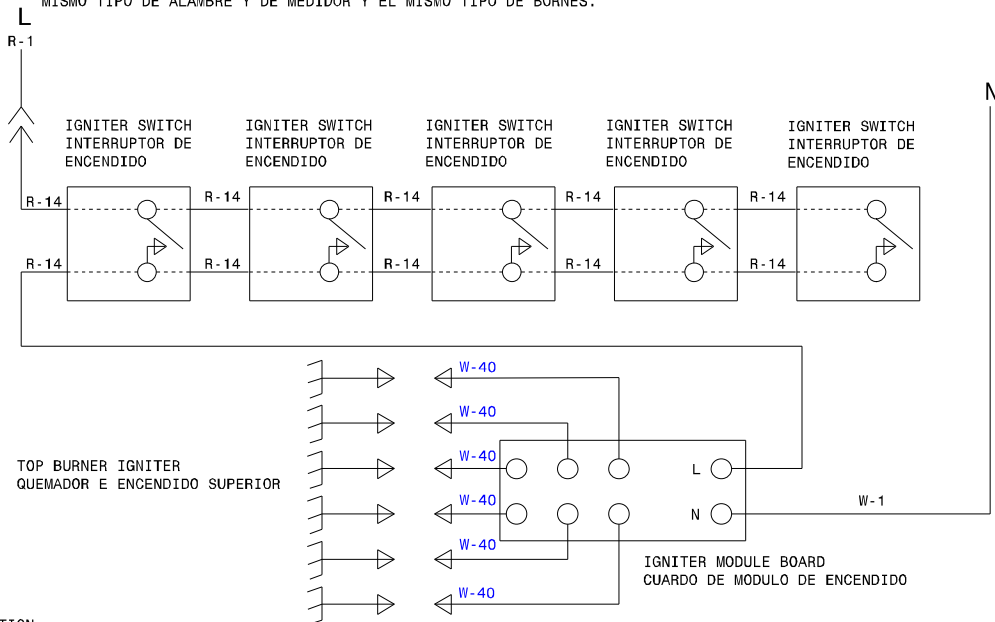 MISMO TIPO DE ALAMBRE Y DE MEDIDOR Y EL MISMO TIPO DE BORNES.
L
R-1
N
IGNITER SWITCH IGNITER SWITCH IGNITER SWITCH IGNITER SWITCH IGNITER SWITCH
INTERRUPTOR DE INTERRUPTOR DE INTERRUPTOR DE INTERRUPTOR DE INTERRUPTOR DE
ENCENDIDO ENCENDIDO ENCENDIDO ENCENDIDO ENCENDIDO
R-14 R-14 R-14 R-14 R-14
R-14 R-14 R-14 R-14 R-14
W-40
W-40
W-40
W-40
W-40
W-40
TOP BURNER IGNITER
QUEMADOR E ENCENDIDO SUPERIOR
L
N
W-1
IGNITER MODULE BOARD
CUARDO DE MODULO DE ENCENDIDO